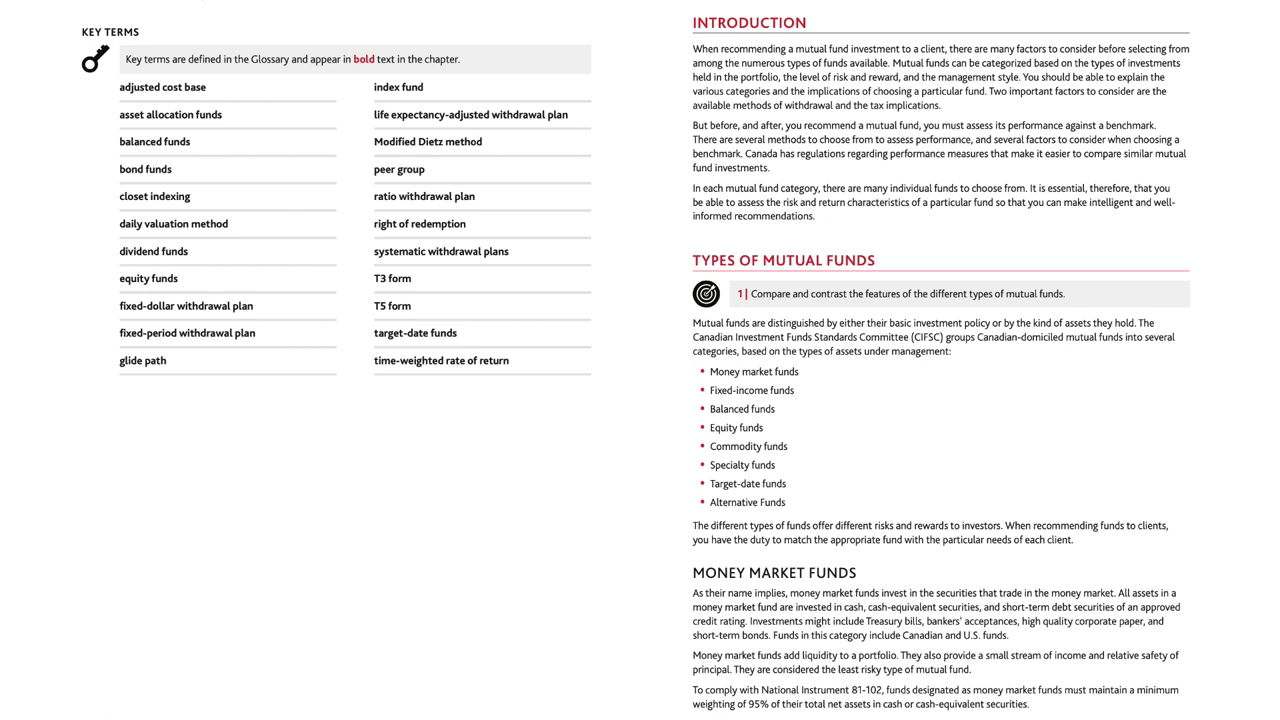 KEY TERMS
Key terms are defined in the Glossary and appear in bold text in the chapter.
adjusted cost base
asset allocation funds
balanced funds
bond funds
closet indexing
daily valuation method
dividend funds
equity funds
fixed-dollar withdrawal plan
fixed-period withdrawal plan
glide path
index fund
life expectancy-adjusted withdrawal plan
Modified Dietz method
peer group
ratio withdrawal plan
right of redemption
systematic withdrawal plans
T3 form
T5 form
target-date funds
time-weighted rate of return
INTRODUCTION
When recommending a mutual fund investment to a client, there are many factors to consider before selecting from
among the numerous types of funds available. Mutual funds can be categorized based on the types of investments
held in the portfolio, the level of risk and reward, and the management style. You should be able to explain the
various categories and the implications of choosing a particular fund. Two important factors to consider are the
available methods of withdrawal and the tax implications.
But before, and after, you recommend a mutual fund, you must assess its performance against a benchmark.
There are several methods to choose from to assess performance, and several factors to consider when choosing a
benchmark. Canada has regulations regarding performance measures that make it easier to compare similar mutual
fund investments.
In each mutual fund category, there are many individual funds to choose from. It is essential, therefore, that you
be able to assess the risk and return characteristics of a particular fund so that you can make intelligent and well-
informed recommendations.
TYPES OF MUTUAL FUNDS
1 | Compare and contrast the features of the different types of mutual funds.
Mutual funds are distinguished by either their basic investment policy or by the kind of assets they hold. The
Canadian Investment Funds Standards Committee (CIFSC) groups Canadian-domiciled mutual funds into several
categories, based on the types of assets under management:
• Money market funds
• Fixed-income funds
• Balanced funds
• Equity funds
• Commodity funds
• Specialty funds
• Target-date funds
• Alternative Funds
The different types of funds offer different risks and rewards to investors. When recommending funds to clients,
you have the duty to match the appropriate fund with the particular needs of each client.
MONEY MARKET FUNDS
As their name implies, money market funds invest in the securities that trade in the money market. All assets in a
money market fund are invested in cash, cash-equivalent securities, and short-term debt securities of an approved
credit rating. Investments might include Treasury bills, bankers' acceptances, high quality corporate paper, and
short-term bonds. Funds in this category include Canadian and U.S. funds.
Money market funds add liquidity to a portfolio. They also provide a small stream of income and relative safety of
principal. They are considered the least risky type of mutual fund.
To comply with National Instrument 81-102, funds designated as money market funds must maintain a minimum
weighting of 95% of their total net assets in cash or cash-equivalent securities.